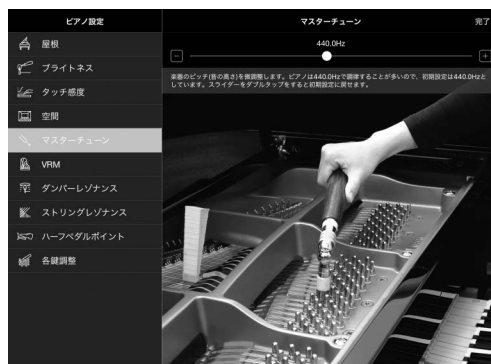 ピアノ設定
マスターチューン
完了
屋根
ブライトネス
タッチ感度
空間
マスターチューン
VRM
ダンパーレゾナンス
ストリングレゾナンス
ハーフペダルポイント
各鍵調整
440.0Hz
楽器のピッチ(音の高さ)を微調整します。ピアノは440.0Hzで調律することが多いので、初期設定は440.0Hzと
しています。スライダーをダブルタップをすると初期設定に戻せます。